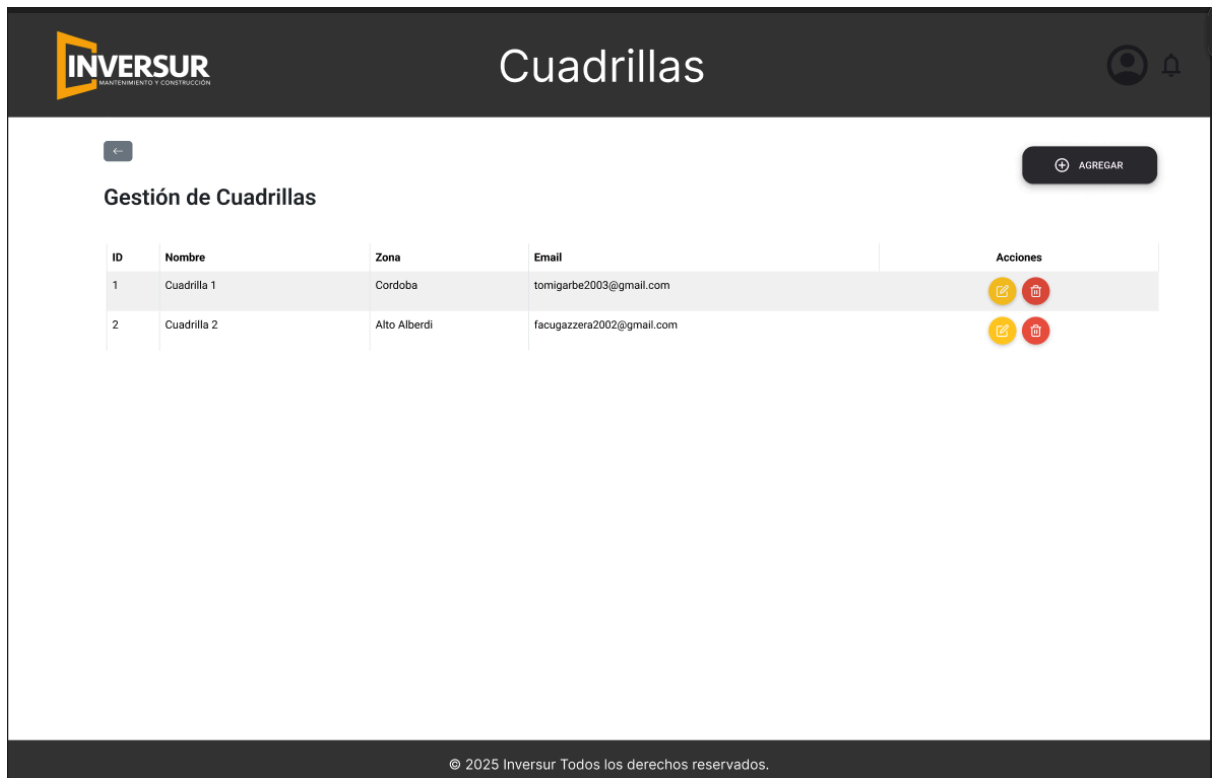 INVERSUR
MANTENIMIENTO Y CONSTRUCCIÓN
Cuadrillas
AGREGAR
Gestión de Cuadrillas
ID Nombre Zona Email Acciones
1 Cuadrilla 1 Cordoba tomigarbe2003@gmail.com
2 Cuadrilla 2 Alto Alberdi facugazzera2002@gmail.com
© 2025 Inversur Todos los derechos reservados.